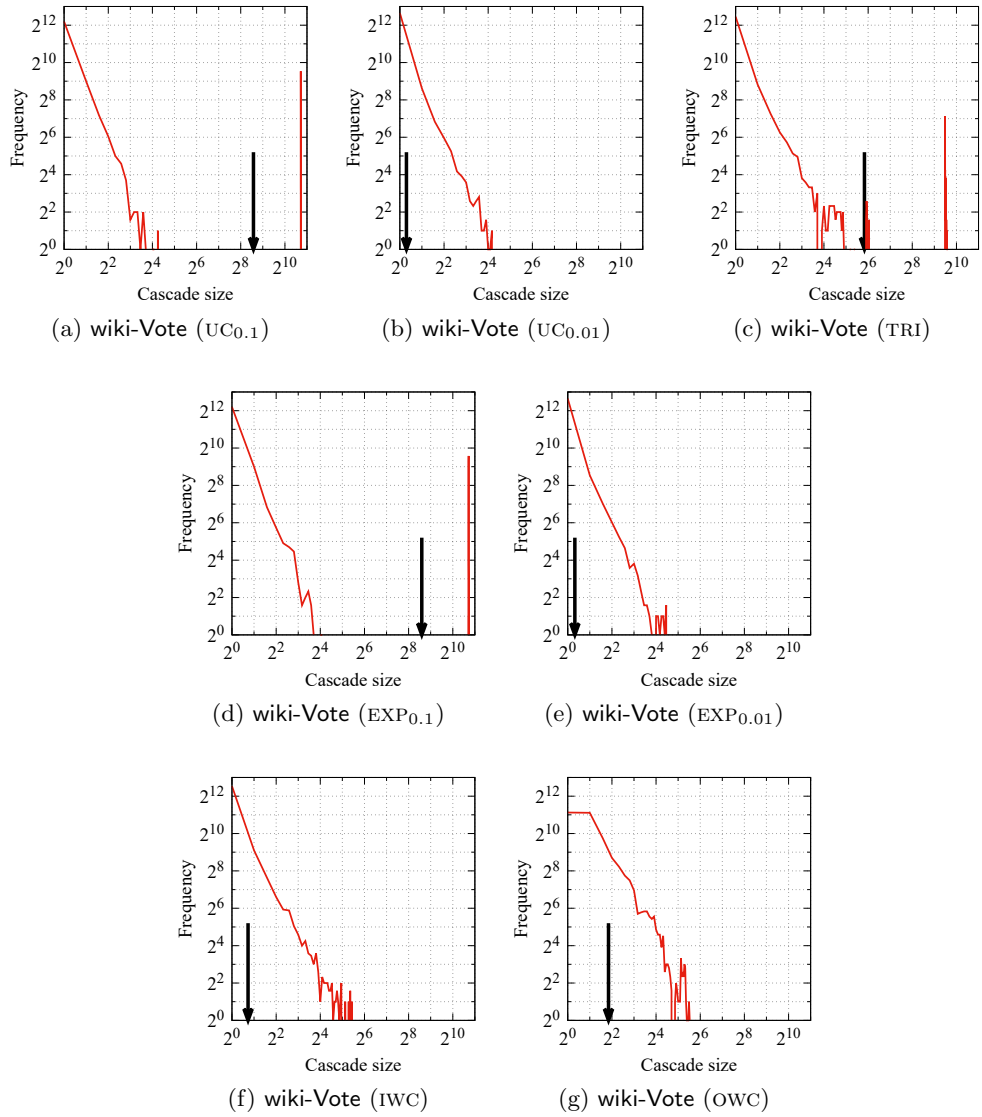 2^12
2^10
2^8
2^6
2^4
2^2
2^0
Frequency
2^0 2^2 2^4 2^6 2^8 2^10
Cascade size
(a) wiki-Vote (UC_0.1)
2^12
2^10
2^8
2^6
2^4
2^2
2^0
Frequency
2^0 2^2 2^4 2^6 2^8 2^10
Cascade size
(b) wiki-Vote (UC_0.01)
2^12
2^10
2^8
2^6
2^4
2^2
2^0
Frequency
2^0 2^2 2^4 2^6 2^8 2^10
Cascade size
(c) wiki-Vote (TRI)
2^12
2^10
2^8
2^6
2^4
2^2
2^0
Frequency
2^0 2^2 2^4 2^6 2^8 2^10
Cascade size
(d) wiki-Vote (EXP_0.1)
2^12
2^10
2^8
2^6
2^4
2^2
2^0
Frequency
2^0 2^2 2^4 2^6 2^8 2^10
Cascade size
(e) wiki-Vote (EXP_0.01)
2^12
2^10
2^8
2^6
2^4
2^2
2^0
Frequency
2^0 2^2 2^4 2^6 2^8 2^10
Cascade size
(f) wiki-Vote (IWC)
2^12
2^10
2^8
2^6
2^4
2^2
2^0
Frequency
2^0 2^2 2^4 2^6 2^8 2^10
Cascade size
(g) wiki-Vote (OWC)